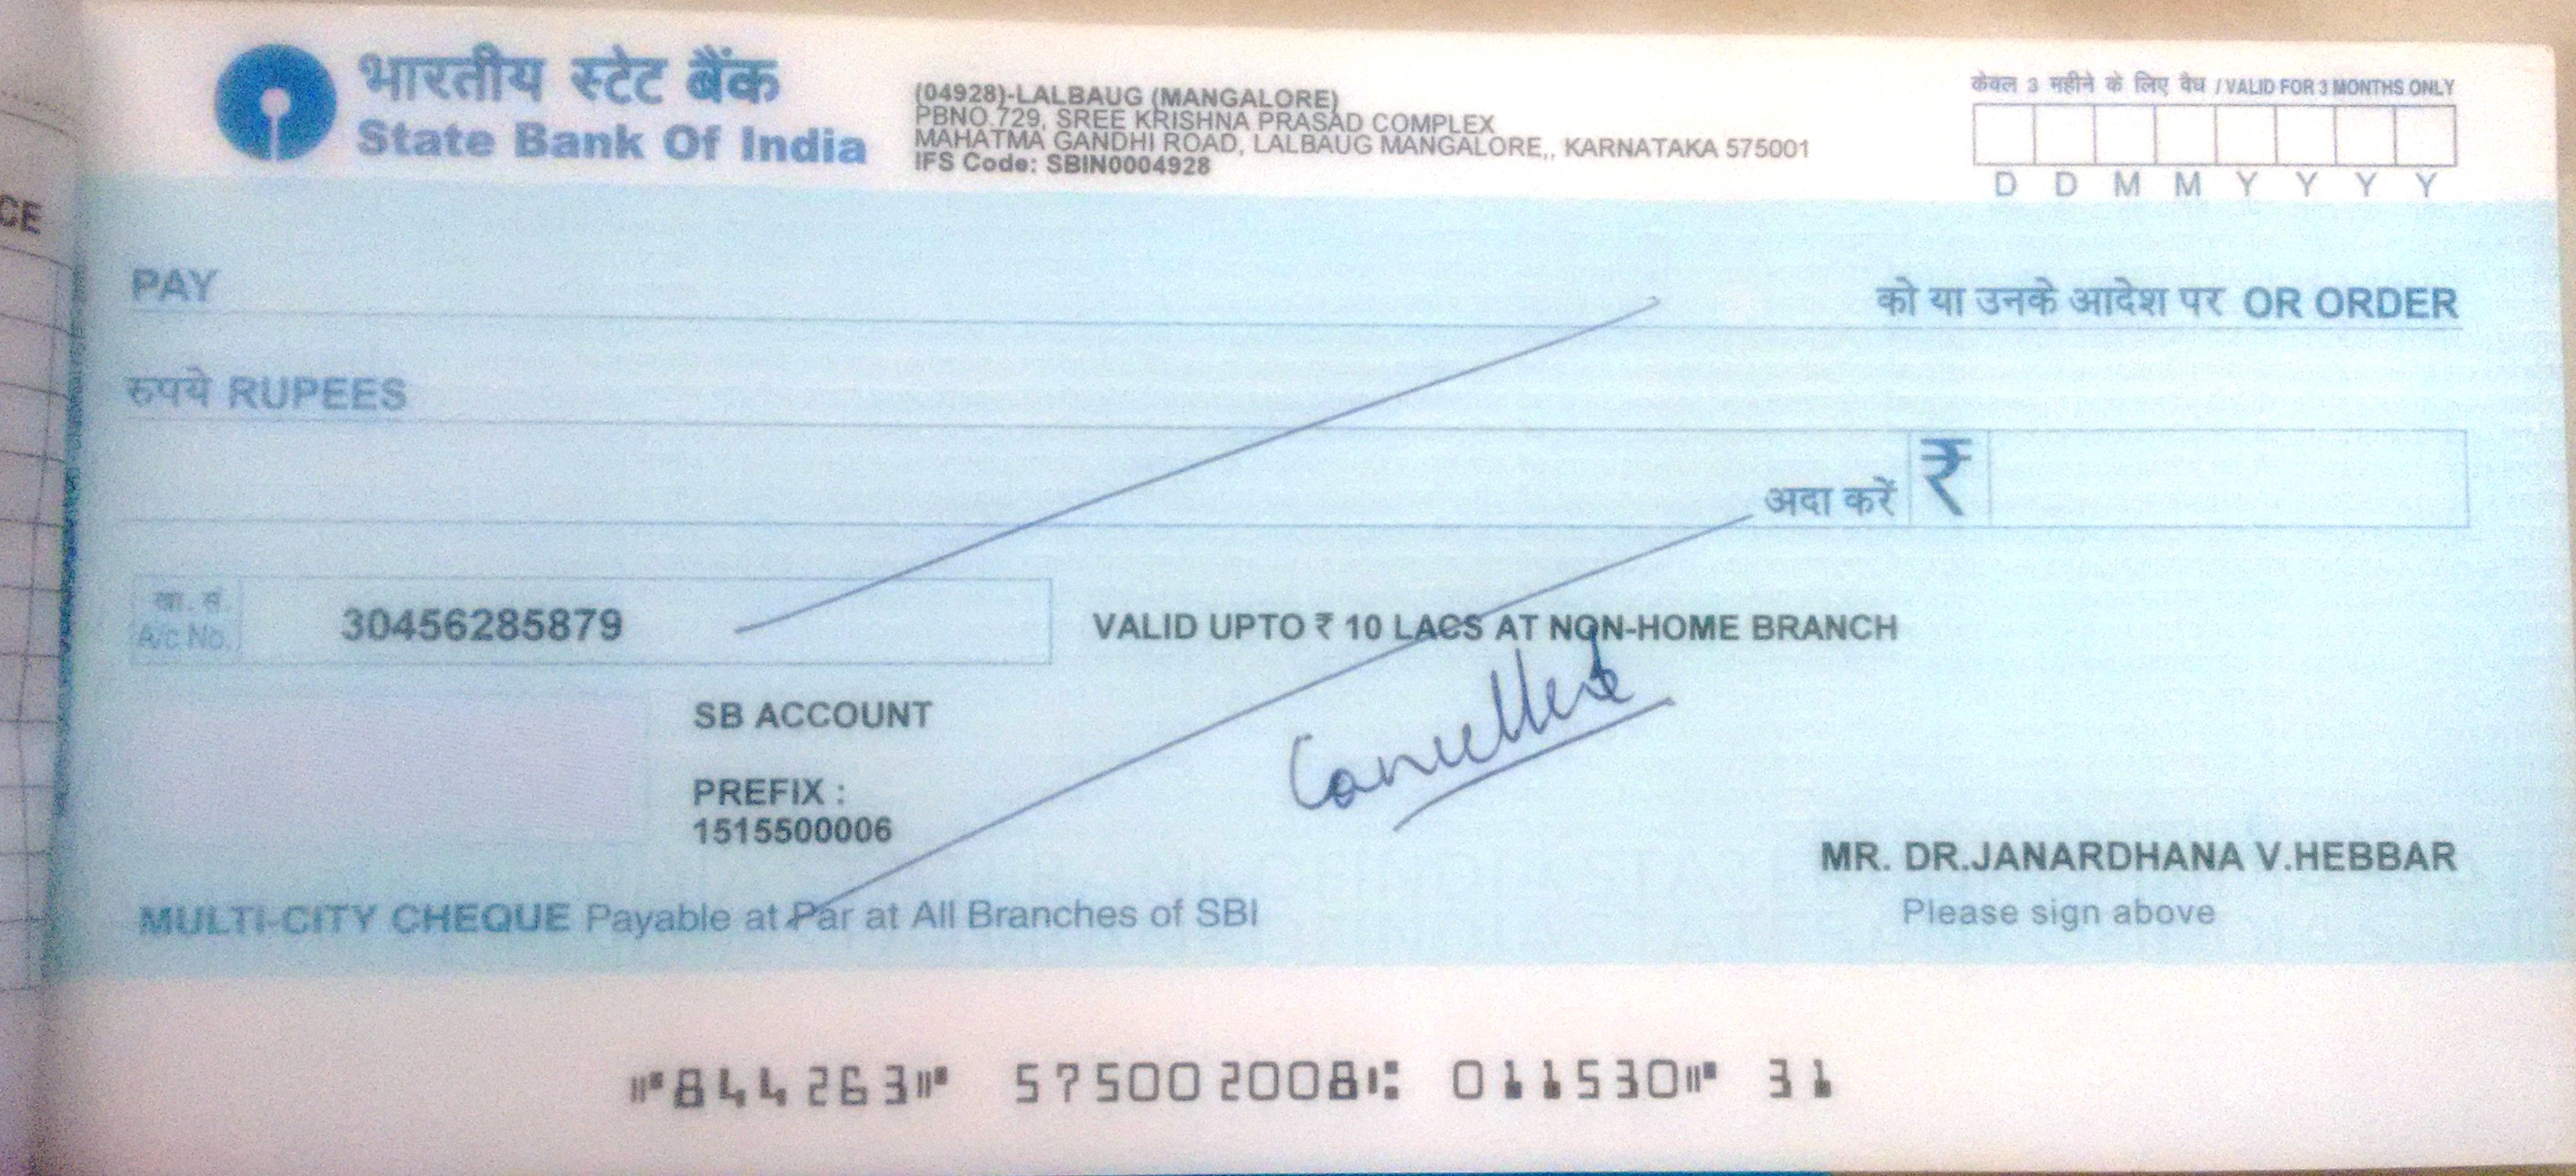 भारतीय स्टेट बैंक
State Bank Of India
(04928)-LALBAUG (MANGALORE)
PBNO.729, SREE KRISHNA PRASAD COMPLEX
MAHATMA GANDHI ROAD, LALBAUG MANGALORE,, KARNATAKA 575001
IFS Code: SBIN0004928
केवल 3 महीने के लिए वैध / VALID FOR 3 MONTHS ONLY
D D M M Y Y Y Y
CE
PAY
को या उनके आदेश पर OR ORDER
रुपये RUPEES
अदा करें ₹
खा. सं.
A/c No.
30456285879
VALID UPTO ₹ 10 LACS AT NON-HOME BRANCH
Cancelled
SB ACCOUNT
PREFIX :
1515500006
MR. DR.JANARDHANA V.HEBBAR
Please sign above
MULTI-CITY CHEQUE Payable at Par at All Branches of SBI
⑈844263⑈ 575002008⑆ 011530⑈ 31